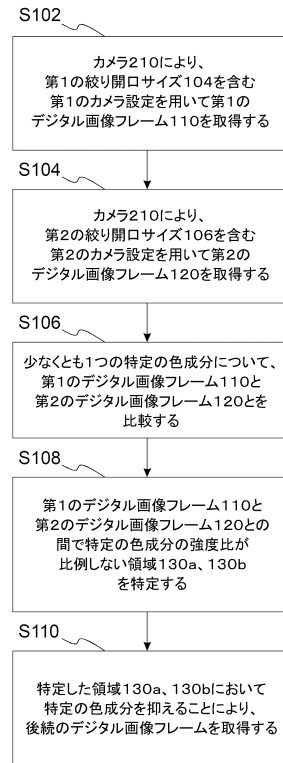 S102
カメラ210により、
第1の絞り開口サイズ104を含む
第1のカメラ設定を用いて第1の
デジタル画像フレーム110を取得する
S104
カメラ210により、
第2の絞り開口サイズ106を含む
第2のカメラ設定を用いて第2の
デジタル画像フレーム120を取得する
S106
少なくとも1つの特定の色成分について、
第1のデジタル画像フレーム110と
第2のデジタル画像フレーム120とを
比較する
S108
第1のデジタル画像フレーム110と
第2のデジタル画像フレーム120との
間で特定の色成分の強度比が
比例しない領域130a、130b
を特定する
S110
特定した領域130a、130bにおいて
特定の色成分を抑えることにより、
後続のデジタル画像フレームを取得する